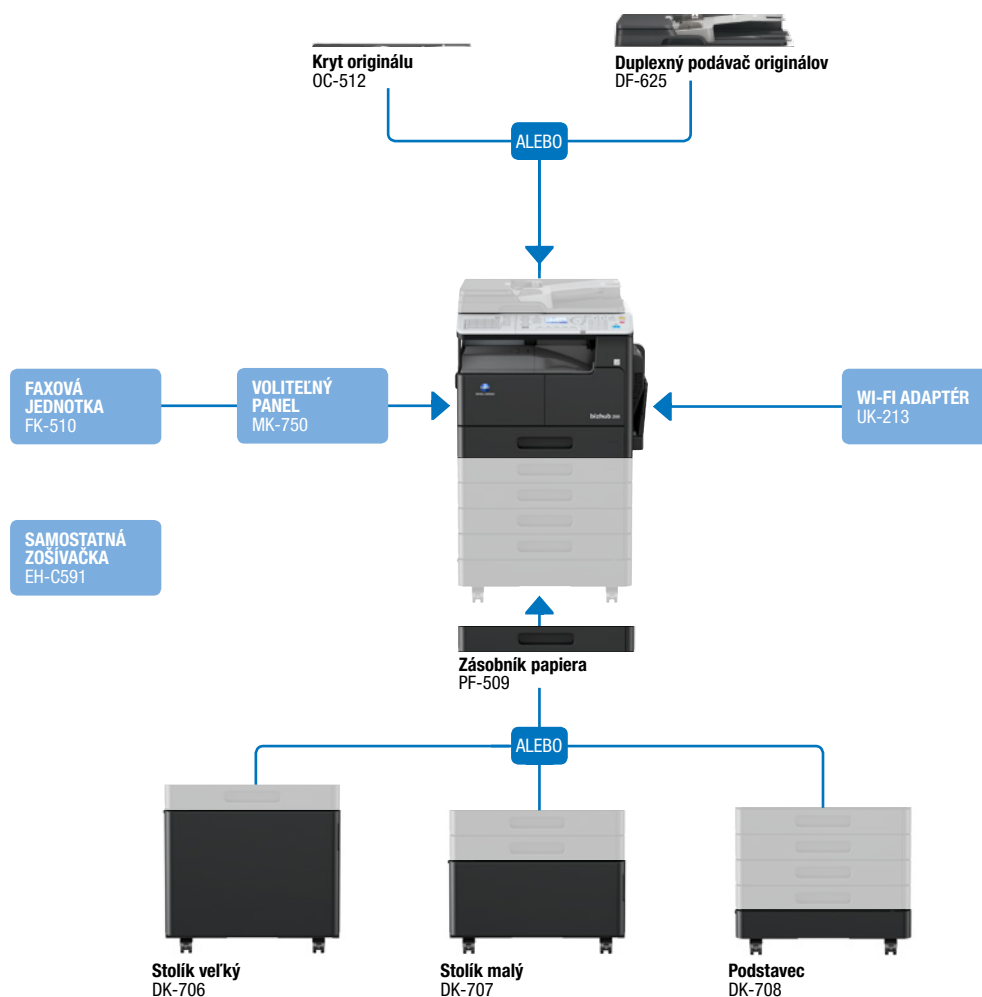 Kryt originálu
OC-512
Duplexný podávač originálov
DF-625
ALEBO
FAXOVÁ
JEDNOTKA
FK-510
VOLITEĽNÝ
PANEL
MK-750
WI-FI ADAPTÉR
UK-213
bizhub
SAMOSTATNÁ
ZOŠÍVAČKA
EH-C591
Zásobník papiera
PF-509
ALEBO
Stolík veľký
DK-706
Stolík malý
DK-707
Podstavec
DK-708